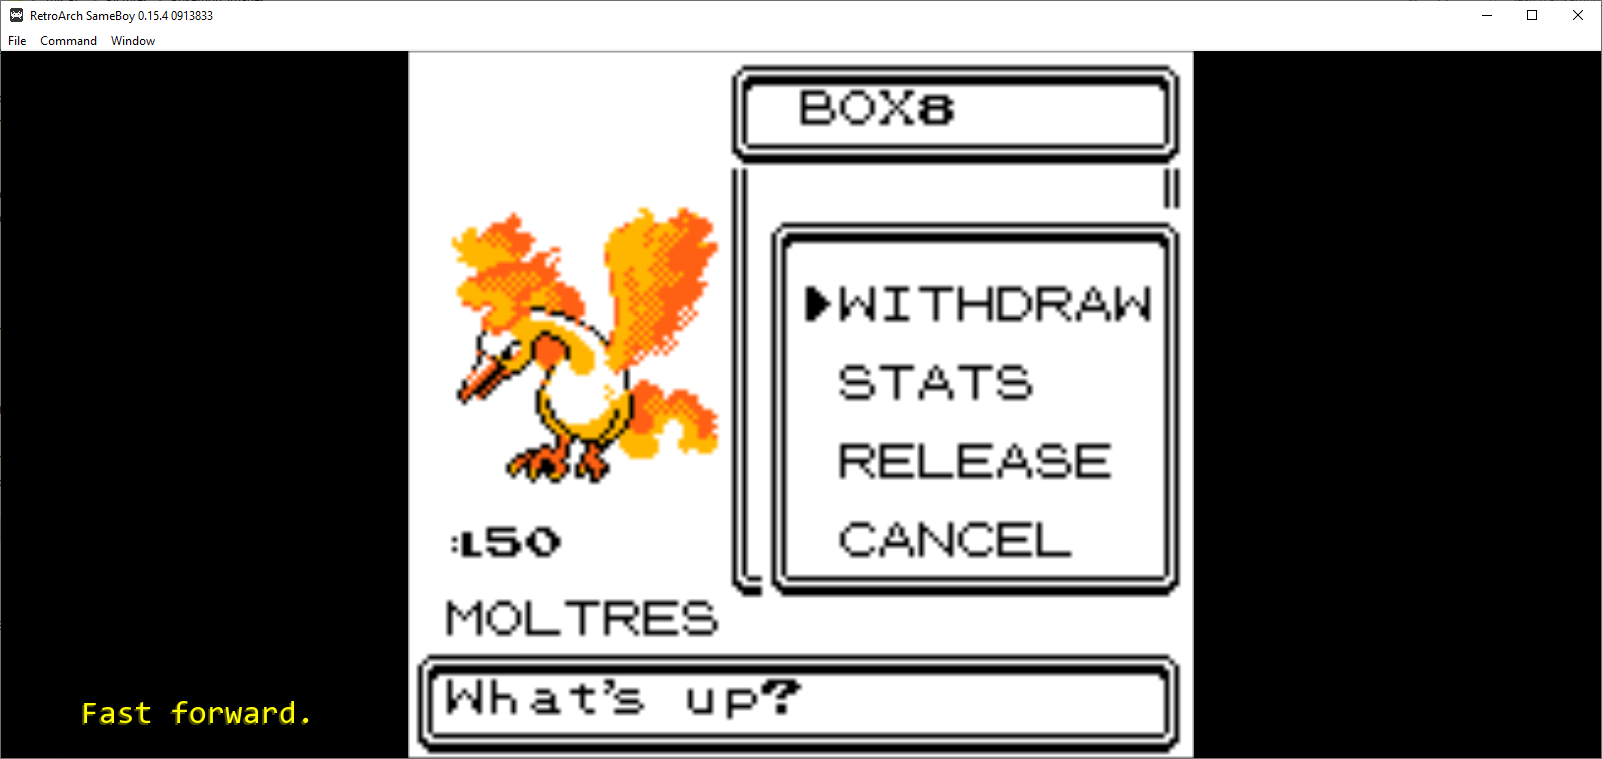 RetroArch SameBoy 0.15.4 0913833
File Command Window
BOX8
▶WITHDRAW
STATS
RELEASE
CANCEL
:L50
MOLTRES
What's up?
Fast forward.